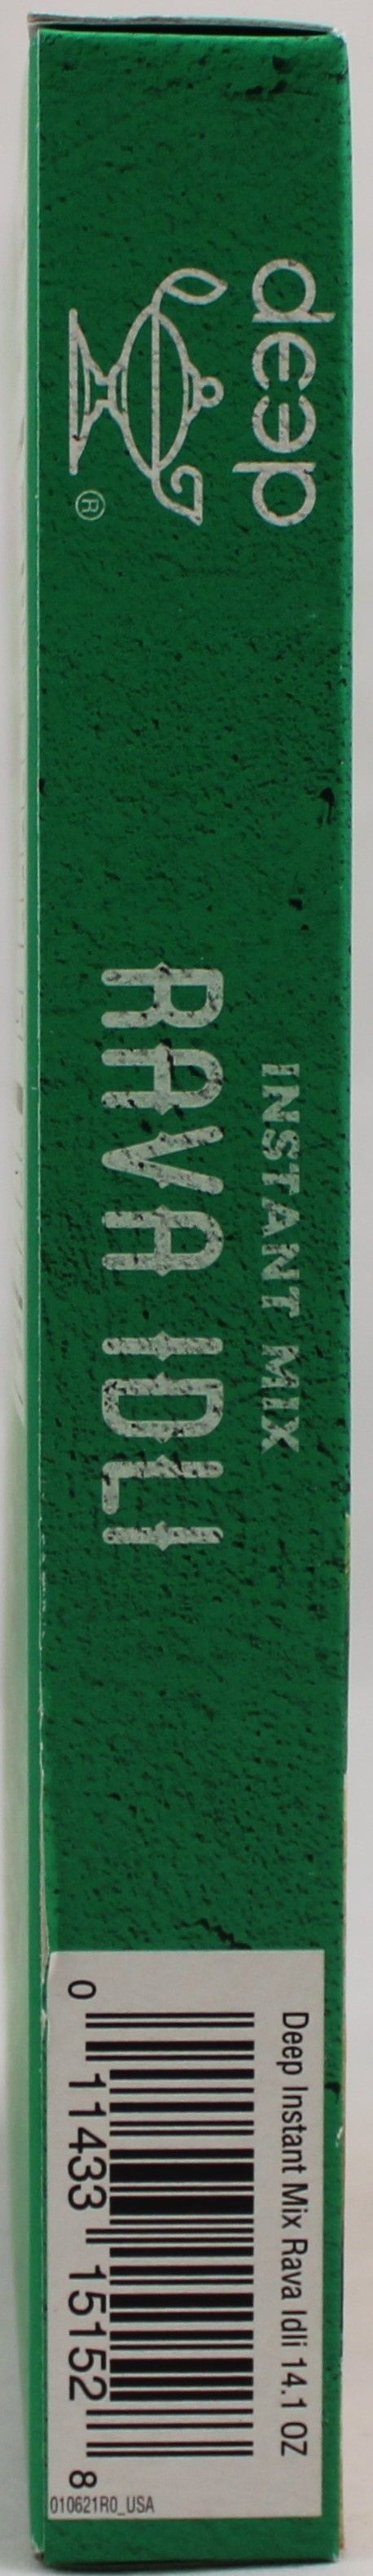 deep
®
INSTANT MIX
RAVA IDLI
Deep Instant Mix Rava Idli 14.1 OZ
0 11433 15152 8
010621R0_USA